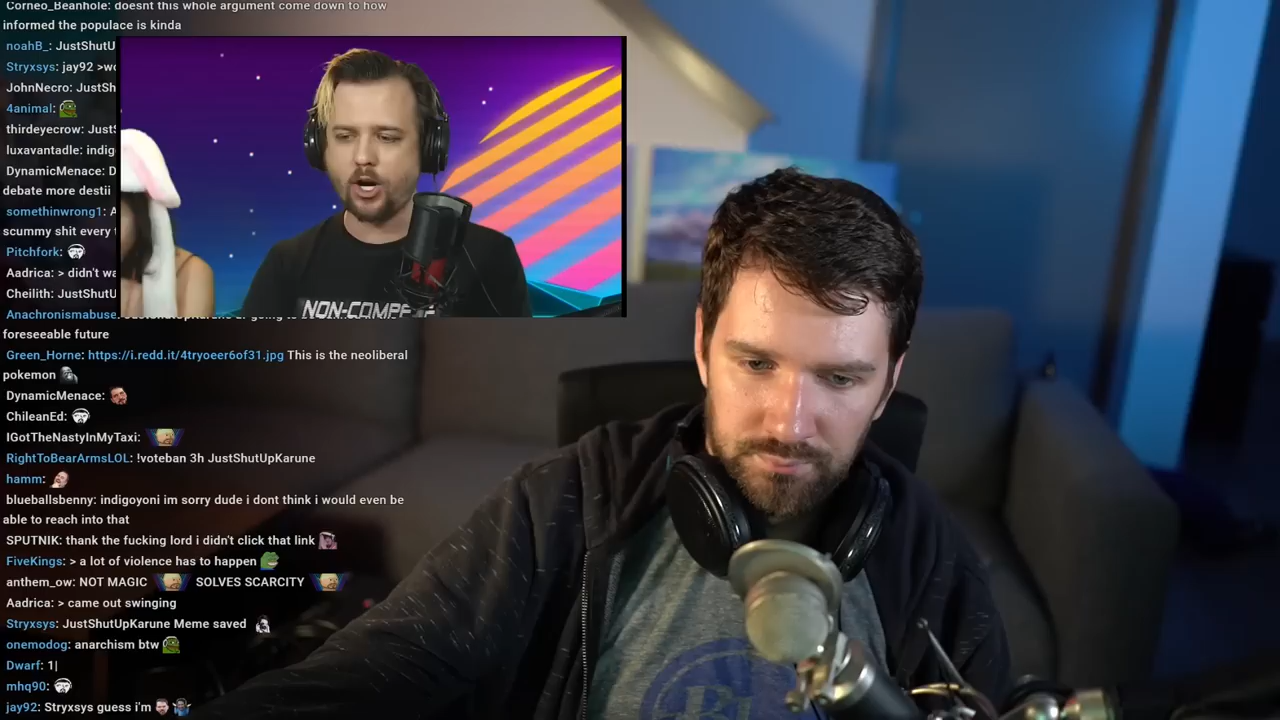 Corneo_Beanhole: doesnt this whole argument come down to how
informed the populace is kinda
noahB_: JustShutU
Stryxsys: jay92 >wo
JohnNecro: JustSh
4animal:
thirdeyecrow: JustS
luxavantadle: indig
DynamicMenace: D
debate more destii
somethinwrong1: A
scummy shit every
Pitchfork:
Aadrica: > didn't wa
Cheilith: JustShutU
Anachronismabuse:
foreseeable future
Green_Horne: https://i.redd.it/4tryoeer6of31.jpg This is the neoliberal
pokemon
DynamicMenace:
ChileanEd:
IGotTheNastyInMyTaxi:
RightToBearArmsLOL: !voteban 3h JustShutUpKarune
hamm:
blueballsbenny: indigoyoni im sorry dude i dont think i would even be
able to reach into that
SPUTNIK: thank the fucking lord i didn't click that link
FiveKings: > a lot of violence has to happen
anthem_ow: NOT MAGIC SOLVES SCARCITY
Aadrica: > came out swinging
Stryxsys: JustShutUpKarune Meme saved
onemodog: anarchism btw
Dwarf: 1|
mhq90:
jay92: Stryxsys guess i'm
NON-COMPETE